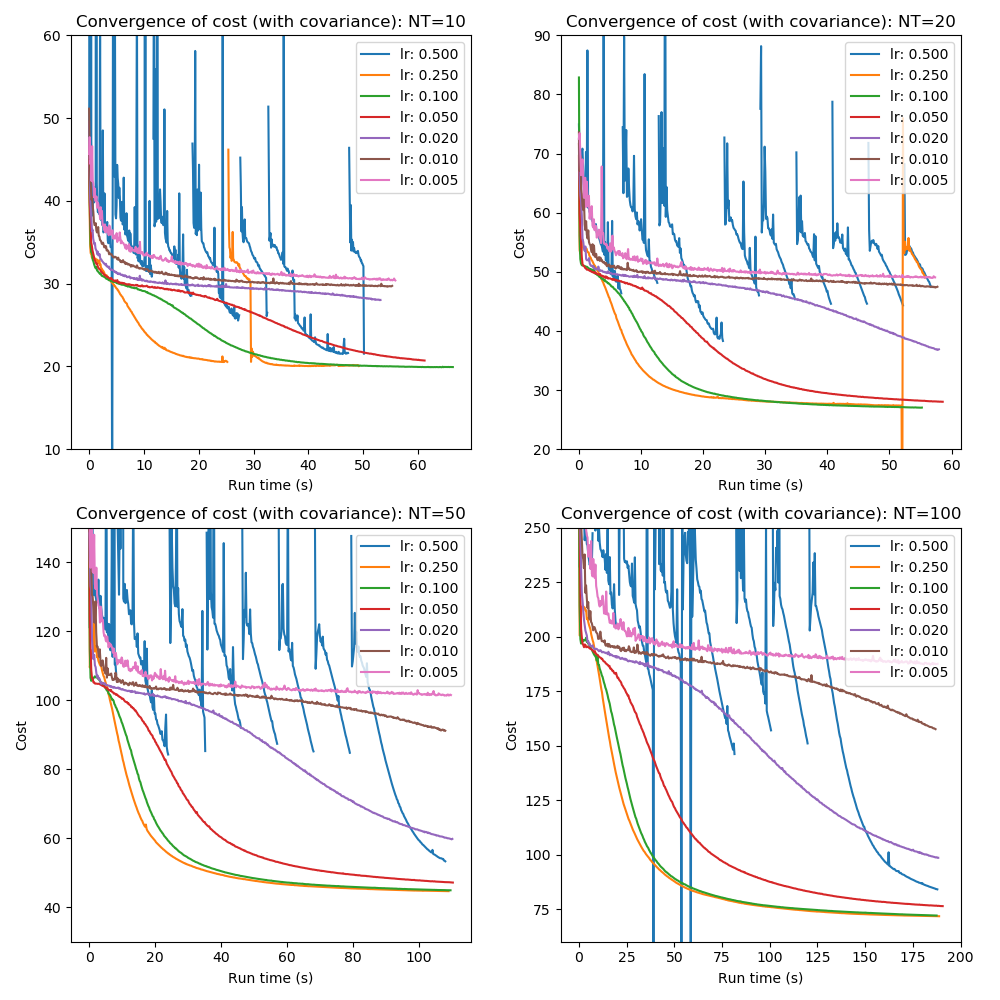 Convergence of cost (with covariance): NT=10
60
50
40
30
20
10
Cost
0 10 20 30 40 50 60
Run time (s)
lr: 0.500
lr: 0.250
lr: 0.100
lr: 0.050
lr: 0.020
lr: 0.010
lr: 0.005
Convergence of cost (with covariance): NT=20
90
80
70
60
50
40
30
20
Cost
0 10 20 30 40 50 60
Run time (s)
lr: 0.500
lr: 0.250
lr: 0.100
lr: 0.050
lr: 0.020
lr: 0.010
lr: 0.005
Convergence of cost (with covariance): NT=50
140
120
100
80
60
40
Cost
0 20 40 60 80 100
Run time (s)
lr: 0.500
lr: 0.250
lr: 0.100
lr: 0.050
lr: 0.020
lr: 0.010
lr: 0.005
Convergence of cost (with covariance): NT=100
250
225
200
175
150
125
100
75
Cost
0 25 50 75 100 125 150 175 200
Run time (s)
lr: 0.500
lr: 0.250
lr: 0.100
lr: 0.050
lr: 0.020
lr: 0.010
lr: 0.005